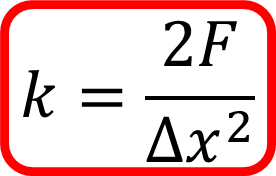 k = 2F / Δx²